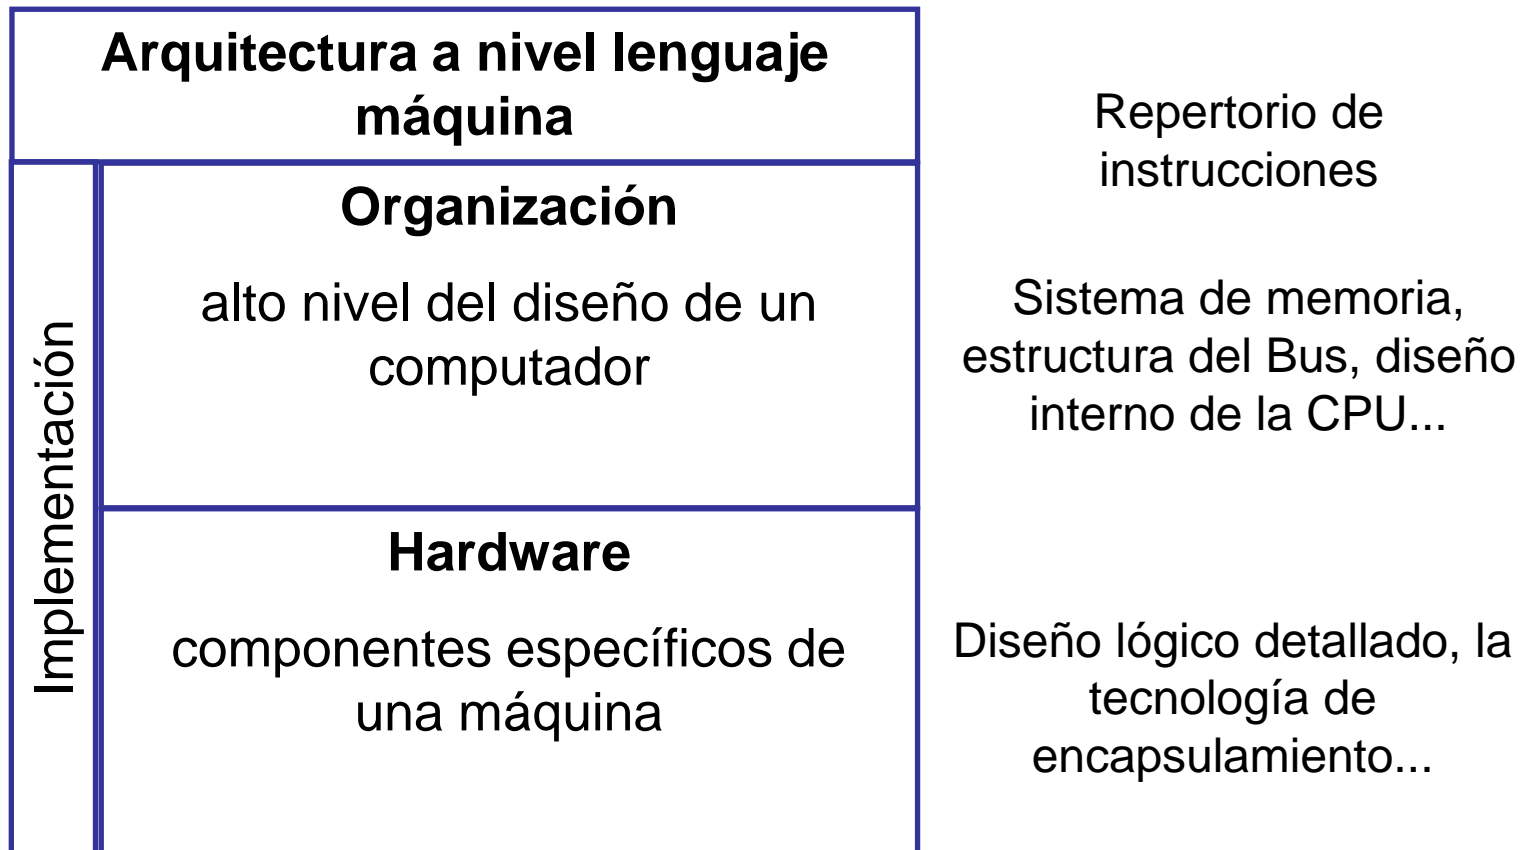 Arquitectura a nivel lenguaje
máquina
Repertorio de
instrucciones
Implementación
Organización
alto nivel del diseño de un
computador
Sistema de memoria,
estructura del Bus, diseño
interno de la CPU...
Hardware
componentes específicos de
una máquina
Diseño lógico detallado, la
tecnología de
encapsulamiento...